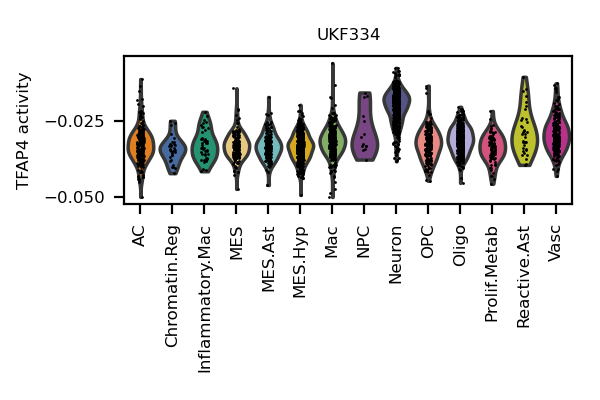 UKF334
TFAP4 activity
−0.025
−0.050
AC
Chromatin.Reg
Inflammatory.Mac
MES
MES.Ast
MES.Hyp
Mac
NPC
Neuron
OPC
Oligo
Prolif.Metab
Reactive.Ast
Vasc